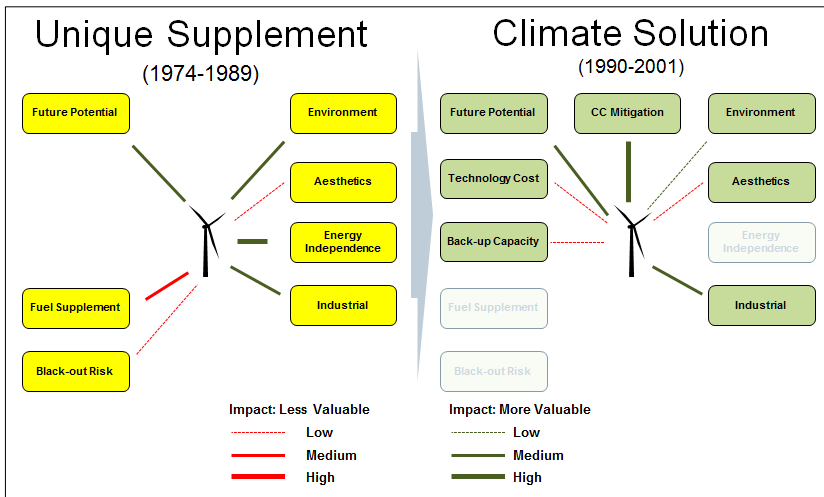 Unique Supplement
(1974-1989)
Future Potential
Environment
Aesthetics
Energy
Independence
Fuel Supplement
Industrial
Black-out Risk
Climate Solution
(1990-2001)
Future Potential
CC Mitigation
Environment
Technology Cost
Aesthetics
Back-up Capacity
Energy
Independence
Fuel Supplement
Industrial
Black-out Risk
Impact: Less Valuable
Low
Medium
High
Impact: More Valuable
Low
Medium
High